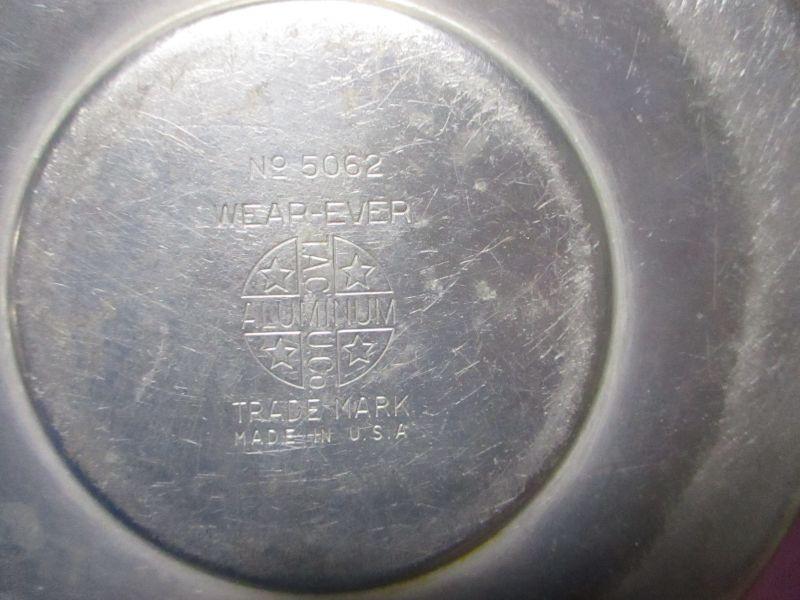 Nº 5062
WEAR-EVER
TAC
ALUMINUM
UCo
TRADE MARK
MADE IN U.S.A